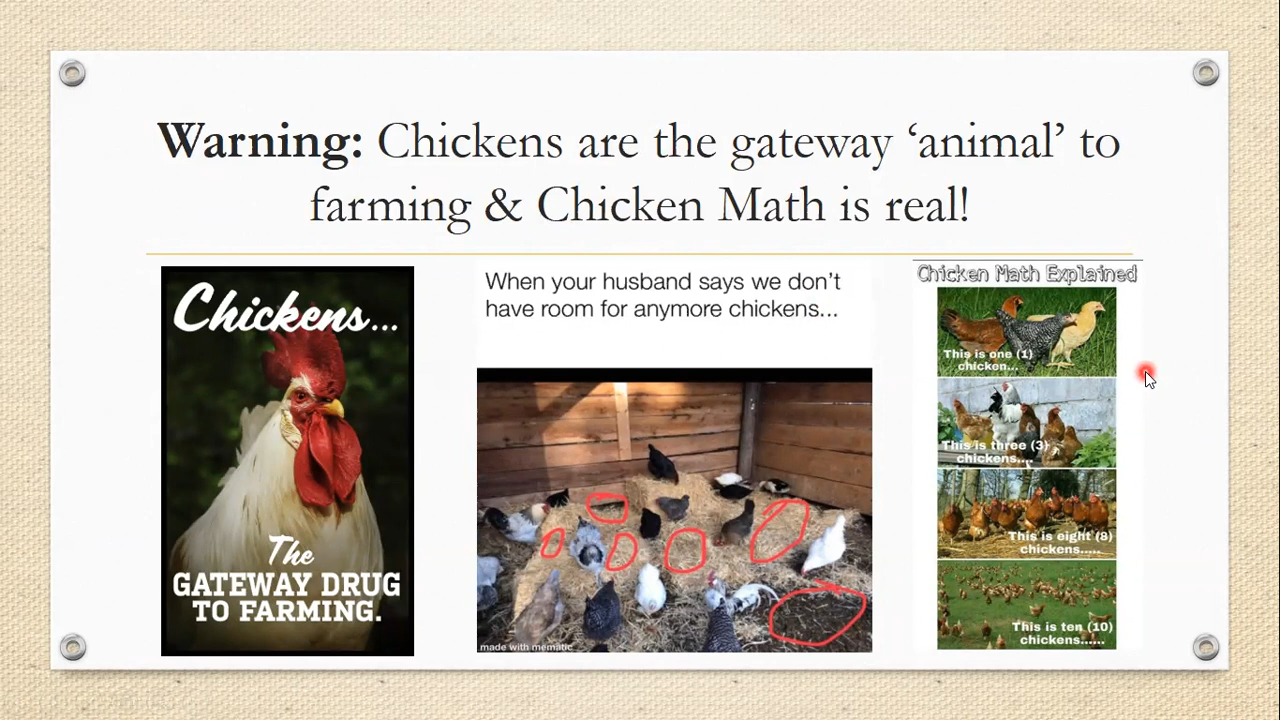 Warning: Chickens are the gateway ‘animal’ to
farming & Chicken Math is real!
Chickens...
The
GATEWAY DRUG
TO FARMING.
When your husband says we don’t
have room for anymore chickens...
made with mematic
Chicken Math Explained
This is one (1)
chicken...
This is three (3)
chickens....
This is eight (8)
chickens.....
This is ten (10)
chickens......